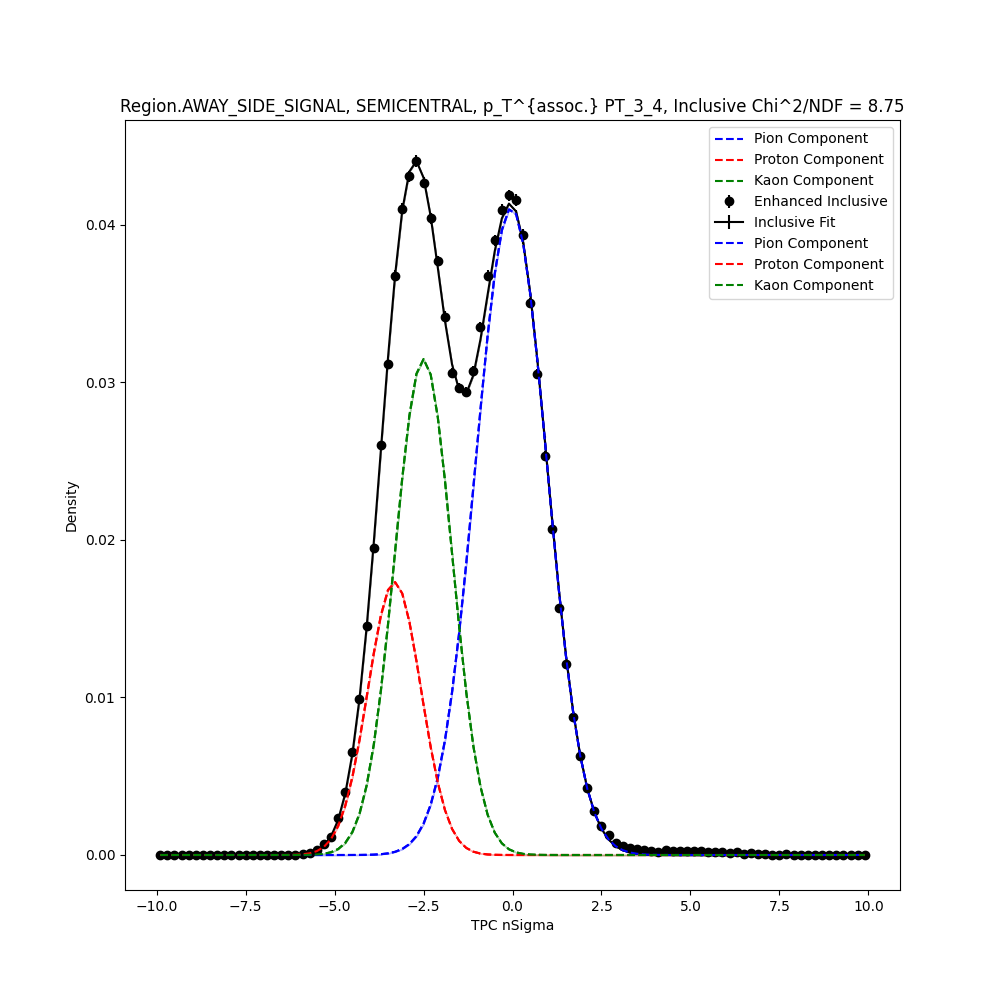 Region.AWAY_SIDE_SIGNAL, SEMICENTRAL, p_T^{assoc.} PT_3_4, Inclusive Chi^2/NDF = 8.75
Pion Component
Proton Component
Kaon Component
Enhanced Inclusive
Inclusive Fit
Pion Component
Proton Component
Kaon Component
0.04
0.03
0.02
0.01
0.00
Density
−10.0
−7.5
−5.0
−2.5
0.0
2.5
5.0
7.5
10.0
TPC nSigma